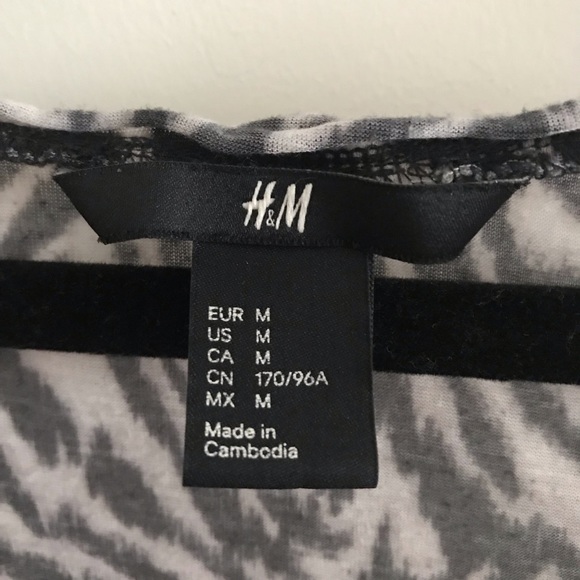 H&M
EUR M
US M
CA M
CN 170/96A
MX M
Made in
Cambodia